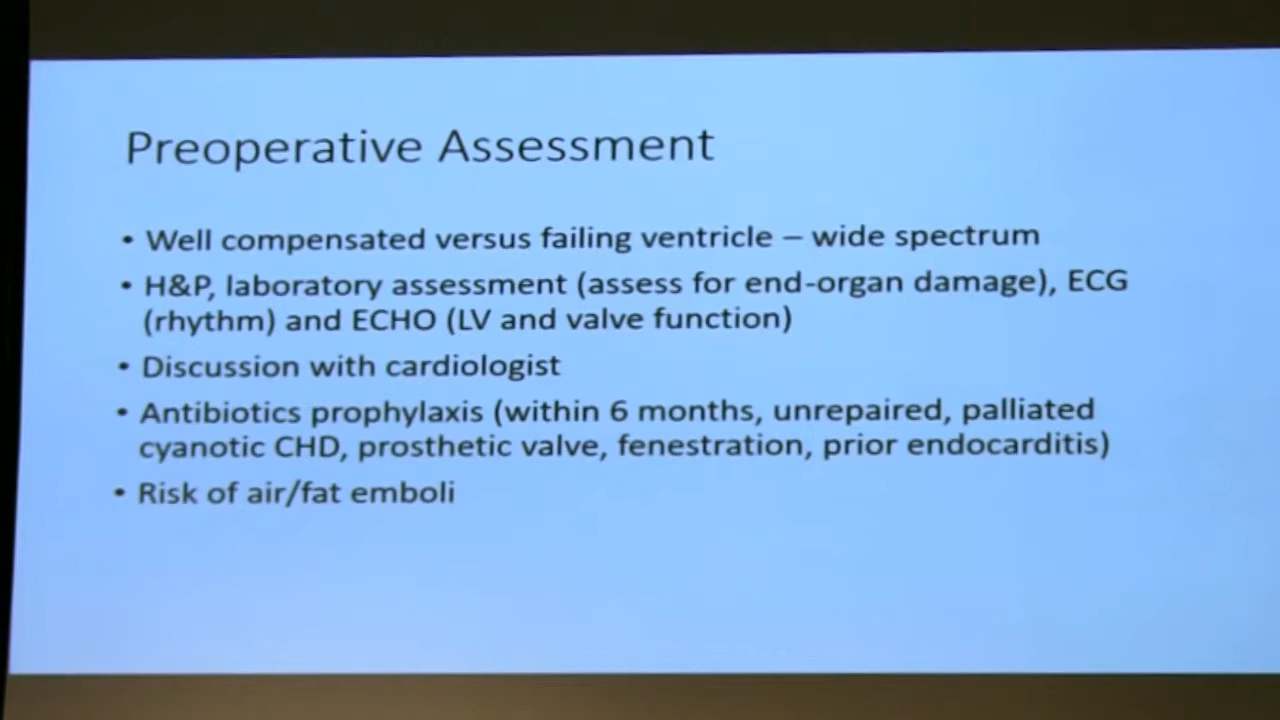 Preoperative Assessment
• Well compensated versus failing ventricle – wide spectrum
• H&P, laboratory assessment (assess for end-organ damage), ECG
(rhythm) and ECHO (LV and valve function)
• Discussion with cardiologist
• Antibiotics prophylaxis (within 6 months, unrepaired, palliated
cyanotic CHD, prosthetic valve, fenestration, prior endocarditis)
• Risk of air/fat emboli